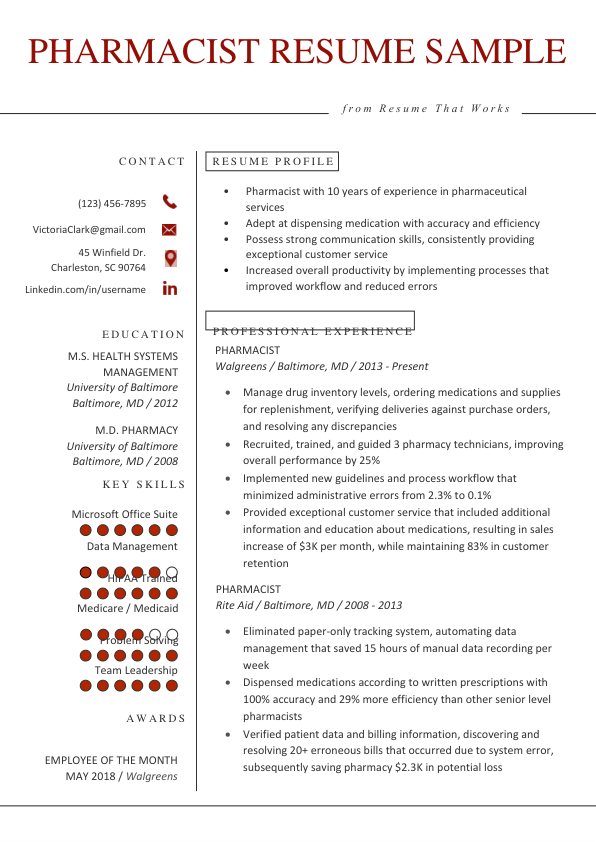 PHARMACIST RESUME SAMPLE
from Resume That Works
CONTACT
(123) 456-7895
VictoriaClark@gmail.com
45 Winfield Dr.
Charleston, SC 90764
Linkedin.com/in/username
EDUCATION
M.S. HEALTH SYSTEMS
MANAGEMENT
University of Baltimore
Baltimore, MD / 2012
M.D. PHARMACY
University of Baltimore
Baltimore, MD / 2008
KEY SKILLS
Microsoft Office Suite
Data Management
HIPAA Trained
Medicare / Medicaid
Problem Solving
Team Leadership
AWARDS
EMPLOYEE OF THE MONTH
MAY 2018 / Walgreens
RESUME PROFILE
• Pharmacist with 10 years of experience in pharmaceutical
services
• Adept at dispensing medication with accuracy and efficiency
• Possess strong communication skills, consistently providing
exceptional customer service
• Increased overall productivity by implementing processes that
improved workflow and reduced errors
PROFESSIONAL EXPERIENCE
PHARMACIST
Walgreens / Baltimore, MD / 2013 - Present
• Manage drug inventory levels, ordering medications and supplies
for replenishment, verifying deliveries against purchase orders,
and resolving any discrepancies
• Recruited, trained, and guided 3 pharmacy technicians, improving
overall performance by 25%
• Implemented new guidelines and process workflow that
minimized administrative errors from 2.3% to 0.1%
• Provided exceptional customer service that included additional
information and education about medications, resulting in sales
increase of $3K per month, while maintaining 83% in customer
retention
PHARMACIST
Rite Aid / Baltimore, MD / 2008 - 2013
• Eliminated paper-only tracking system, automating data
management that saved 15 hours of manual data recording per
week
• Dispensed medications according to written prescriptions with
100% accuracy and 29% more efficiency than other senior level
pharmacists
• Verified patient data and billing information, discovering and
resolving 20+ erroneous bills that occurred due to system error,
subsequently saving pharmacy $2.3K in potential loss